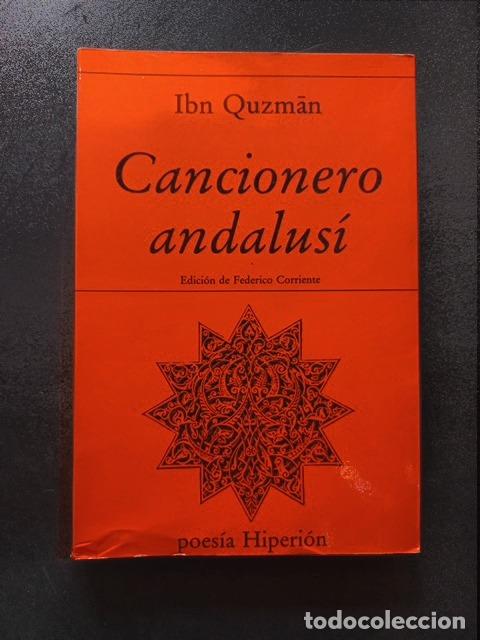 Ibn Quzmān
Cancionero
andalusí
Edición de Federico Corriente
poesía Hiperión
todocoleccion